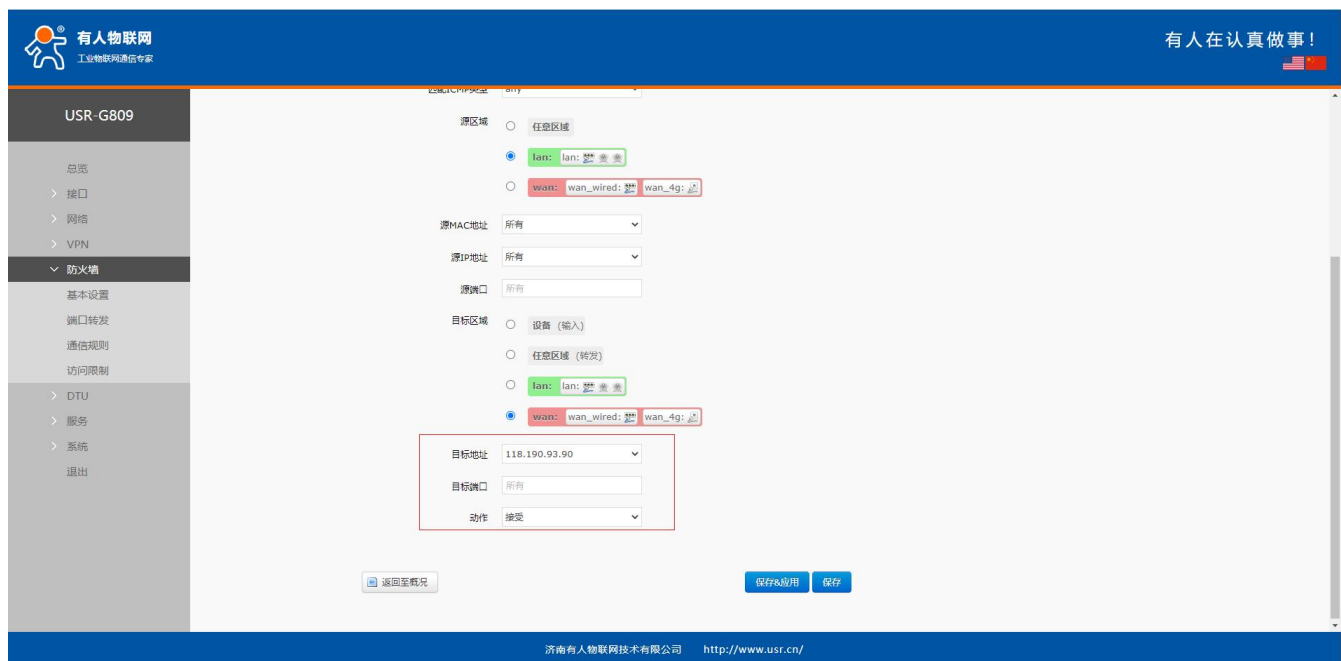 有人物联网
工业物联网通信专家
有人在认真做事!
USR-G809
总览
接口
网络
VPN
防火墙
基本设置
端口转发
通信规则
访问限制
DTU
服务
系统
退出
匹配ICMP类型 any
源区域 任意区域
lan: lan:
wan: wan_wired: wan_4g:
源MAC地址 所有
源IP地址 所有
源端口 所有
目标区域 设备 (输入)
任意区域 (转发)
lan: lan:
wan: wan_wired: wan_4g:
目标地址 118.190.93.90
目标端口 所有
动作 接受
返回至概况 保存&应用 保存
济南有人物联网技术有限公司 http://www.usr.cn/